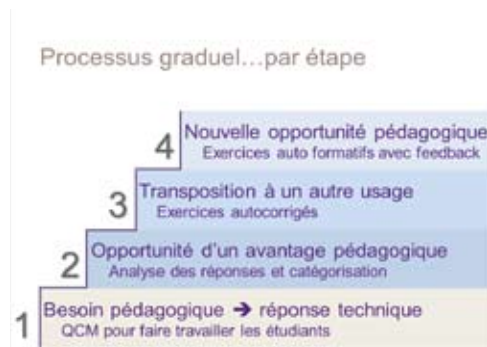 Processus graduel…par étape
4 Nouvelle opportunité pédagogique
Exercices auto formatifs avec feedback
3 Transposition à un autre usage
Exercices autocorrigés
2 Opportunité d'un avantage pédagogique
Analyse des réponses et catégorisation
1 Besoin pédagogique ➔ réponse technique
QCM pour faire travailler les étudiants